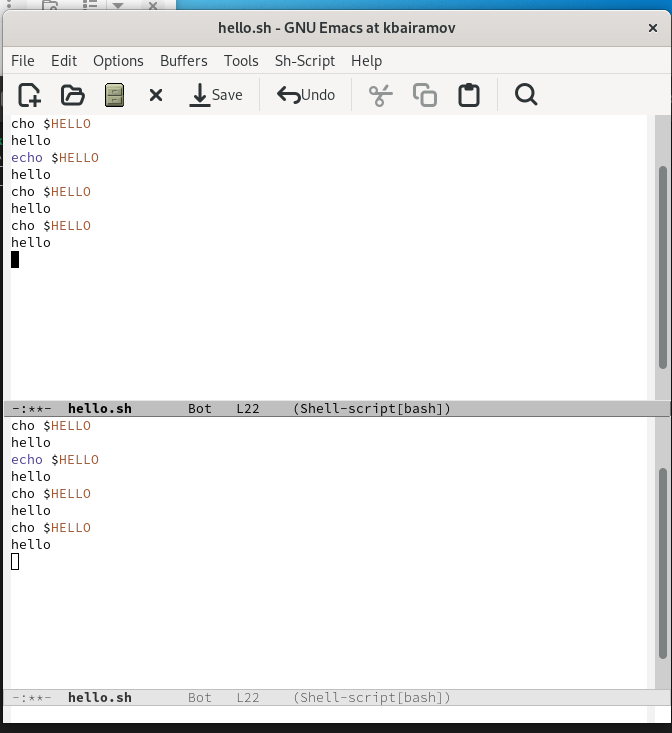 hello.sh - GNU Emacs at kbairamov
File Edit Options Buffers Tools Sh-Script Help
Save Undo
cho $HELLO
hello
echo $HELLO
hello
cho $HELLO
hello
cho $HELLO
hello
-:**- hello.sh Bot L22 (Shell-script[bash])
cho $HELLO
hello
echo $HELLO
hello
cho $HELLO
hello
cho $HELLO
hello
-:**- hello.sh Bot L22 (Shell-script[bash])